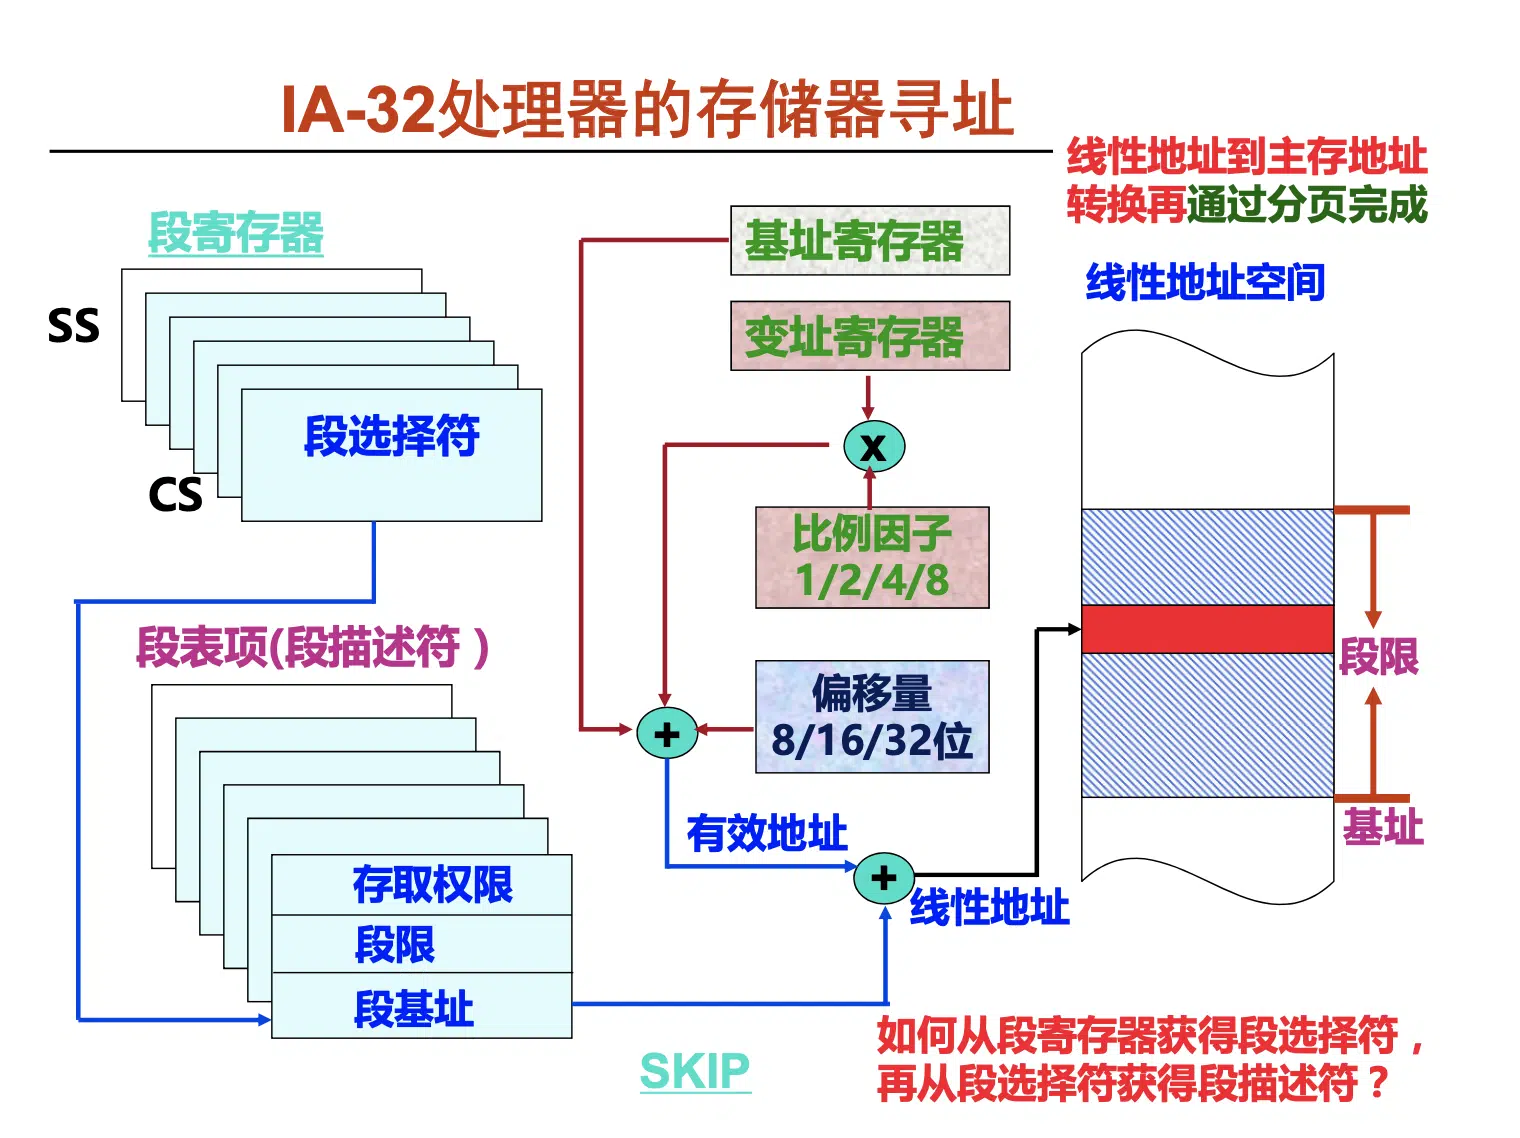 IA-32处理器的存储器寻址
线性地址到主存地址
转换再通过分页完成
段寄存器
SS
段选择符
CS
段表项(段描述符）
存取权限
段限
段基址
基址寄存器
变址寄存器
X
比例因子
1/2/4/8
偏移量
8/16/32位
+
有效地址
+
线性地址
线性地址空间
段限
基址
SKIP
如何从段寄存器获得段选择符，
再从段选择符获得段描述符？